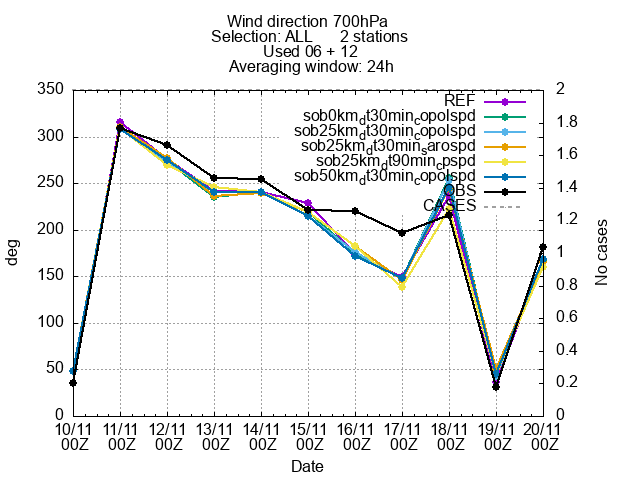 Wind direction 700hPa
Selection: ALL 2 stations
Used 06 + 12
Averaging window: 24h
deg
No cases
350
300
250
200
150
100
50
0
2
1.8
1.6
1.4
1.2
1
0.8
0.6
0.4
0.2
0
REF
sob0km_dt30min_copolspd
sob25km_dt30min_copolspd
sob25km_dt30min_sarospd
sob25km_dt90min_cpspd
sob50km_dt30min_copolspd
OBS
CASES
10/11 11/11 12/11 13/11 14/11 15/11 16/11 17/11 18/11 19/11 20/11
00Z 00Z 00Z 00Z 00Z 00Z 00Z 00Z 00Z 00Z 00Z
Date